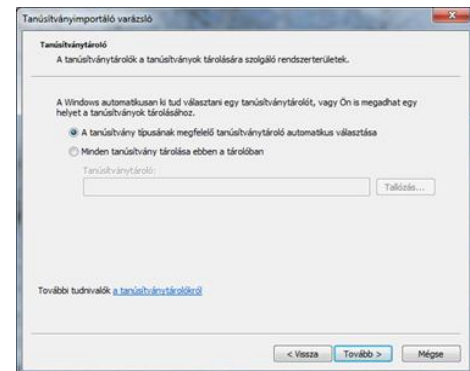 Tanúsítványimportáló varázsló
Tanúsítványtároló
A tanúsítványtárolók a tanúsítványok tárolására szolgáló rendszerterületek.
A Windows automatikusan ki tud választani egy tanúsítványtárolót, vagy Ön is megadhat egy
helyet a tanúsítványok tárolásához.
A tanúsítvány típusának megfelelő tanúsítványtároló automatikus választása
Minden tanúsítvány tárolása ebben a tárolóban
Tanúsítványtároló:
Tallózás...
További tudnivalók a tanúsítványtárolókról
< Vissza Tovább > Mégse